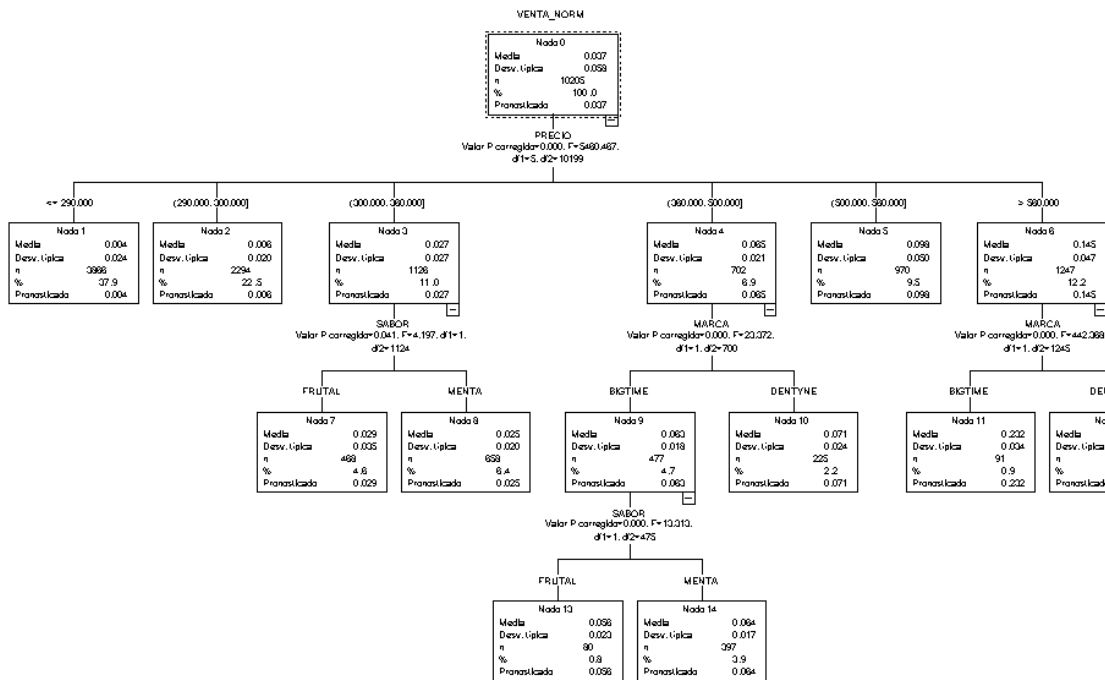 VENTA_NORM
Nodo 0
Media 0.037
Desv. típica 0.058
n 10205
% 100.0
Pronosticado 0.037
PRECIO
Valor P corregido=0.000, F=5460.467,
df1=5, df2=10199
<= 290.000
(290.000, 300.000]
(300.000, 360.000]
(360.000, 500.000]
(500.000, 560.000]
> 560.000
Nodo 1
Media 0.004
Desv. típica 0.024
n 3866
% 37.9
Pronosticado 0.004
Nodo 2
Media 0.006
Desv. típica 0.020
n 2294
% 22.5
Pronosticado 0.006
Nodo 3
Media 0.027
Desv. típica 0.027
n 1126
% 11.0
Pronosticado 0.027
Nodo 4
Media 0.065
Desv. típica 0.021
n 702
% 6.9
Pronosticado 0.065
Nodo 5
Media 0.098
Desv. típica 0.050
n 970
% 9.5
Pronosticado 0.098
Nodo 6
Media 0.145
Desv. típica 0.047
n 1247
% 12.2
Pronosticado 0.145
SABOR
Valor P corregido=0.041, F=4.197, df1=1,
df2=1124
MARCA
Valor P corregido=0.000, F=23.372,
df1=1, df2=700
MARCA
Valor P corregido=0.000, F=442.368
df1=1, df2=1245
FRUTAL
MENTA
BIGTIME
DENTYNE
BIGTIME
DE
Nodo 7
Media 0.029
Desv. típica 0.035
n 468
% 4.6
Pronosticado 0.029
Nodo 8
Media 0.025
Desv. típica 0.020
n 658
% 6.4
Pronosticado 0.025
Nodo 9
Media 0.063
Desv. típica 0.018
n 477
% 4.7
Pronosticado 0.063
Nodo 10
Media 0.071
Desv. típica 0.024
n 225
% 2.2
Pronosticado 0.071
Nodo 11
Media 0.232
Desv. típica 0.034
n 91
% 0.9
Pronosticado 0.232
No
Media
Desv. típica
n
%
Pronosticado
SABOR
Valor P corregido=0.000, F=13.313,
df1=1, df2=475
FRUTAL
MENTA
Nodo 13
Media 0.056
Desv. típica 0.023
n 80
% 0.8
Pronosticado 0.056
Nodo 14
Media 0.064
Desv. típica 0.017
n 397
% 3.9
Pronosticado 0.064